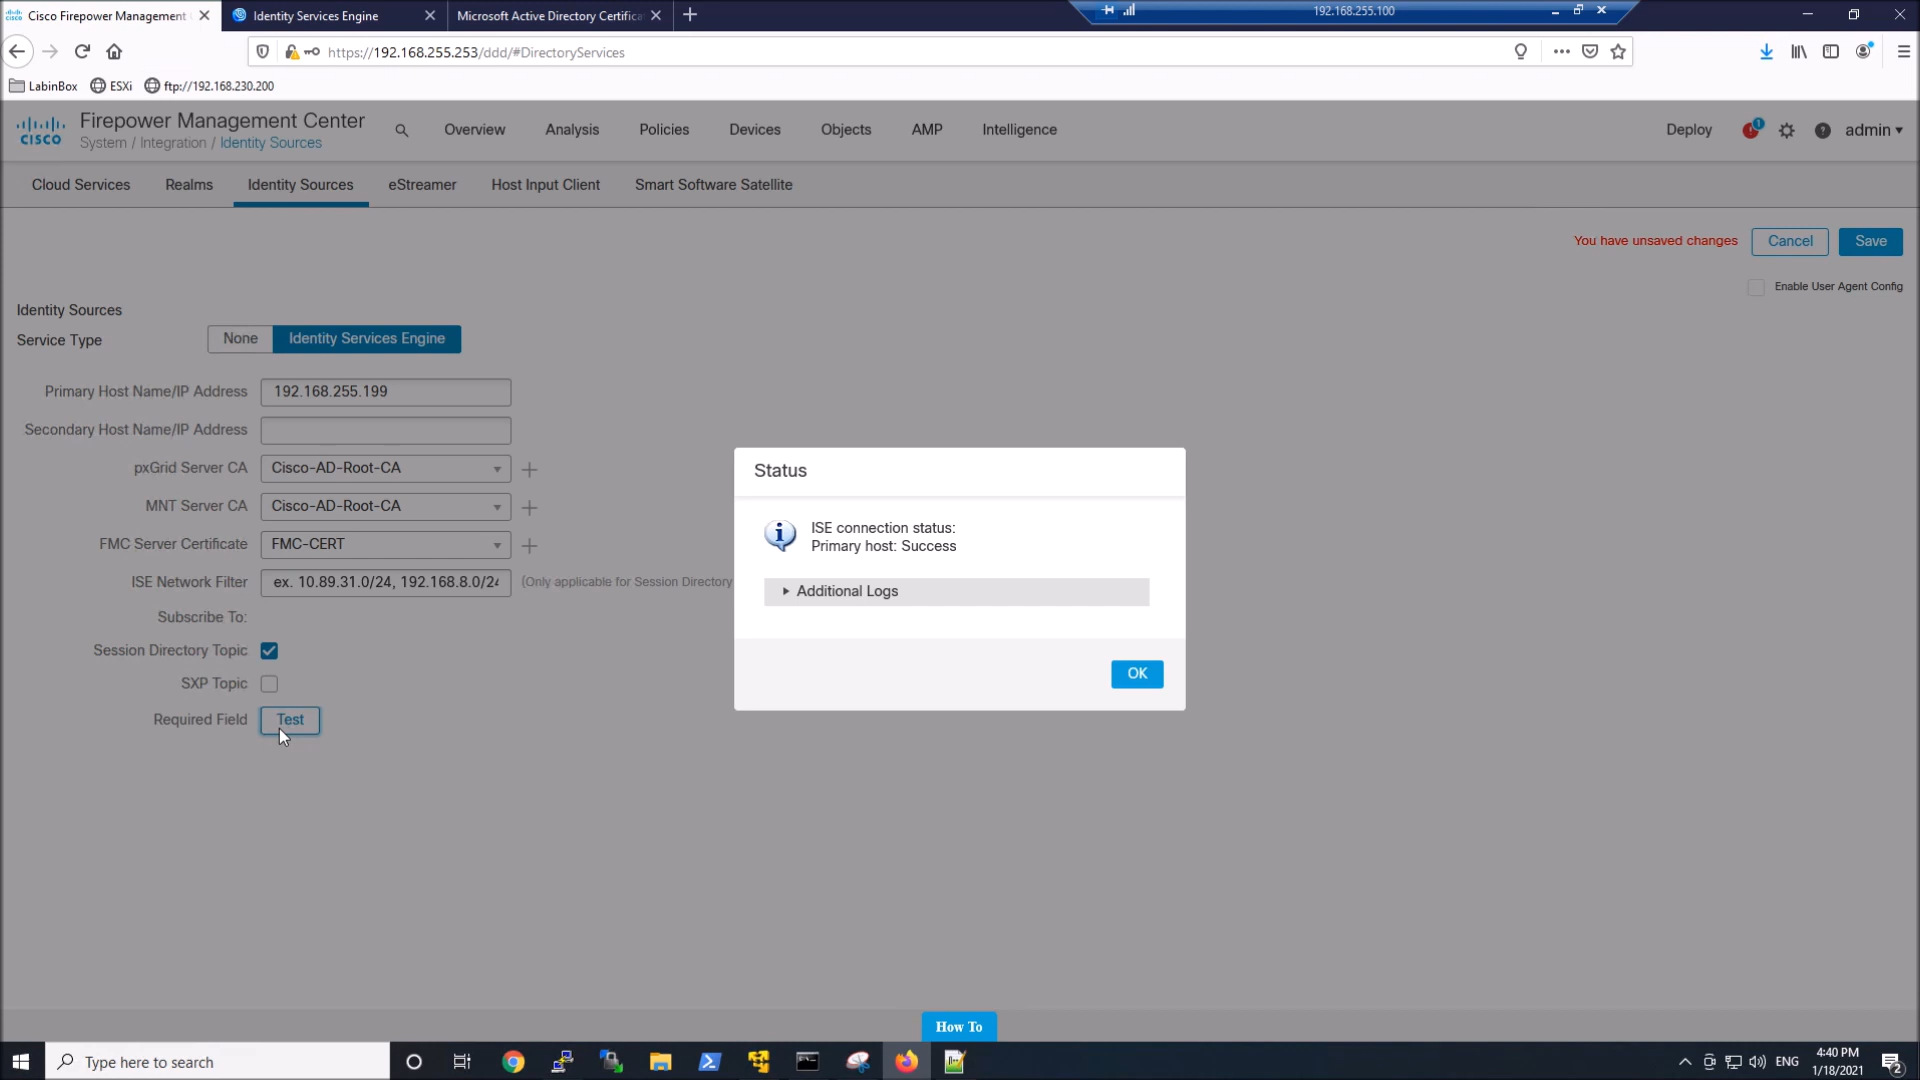 Cisco Firepower Management
Identity Services Engine
Microsoft Active Directory Certifica
192.168.255.100
https://192.168.255.253/ddd/#DirectoryServices
LabinBox
ESXi
ftp://192.168.230.200
cisco
Firepower Management Center
System / Integration / Identity Sources
Overview
Analysis
Policies
Devices
Objects
AMP
Intelligence
Deploy
1
admin
Cloud Services
Realms
Identity Sources
eStreamer
Host Input Client
Smart Software Satellite
You have unsaved changes
Cancel
Save
Enable User Agent Config
Identity Sources
Service Type
None
Identity Services Engine
Primary Host Name/IP Address
192.168.255.199
Secondary Host Name/IP Address
pxGrid Server CA
Cisco-AD-Root-CA
MNT Server CA
Cisco-AD-Root-CA
FMC Server Certificate
FMC-CERT
ISE Network Filter
ex. 10.89.31.0/24, 192.168.8.0/24
(Only applicable for Session Directory
Subscribe To:
Session Directory Topic
SXP Topic
Required Field
Test
Status
ISE connection status:
Primary host: Success
Additional Logs
OK
How To
Type here to search
ENG
4:40 PM
1/18/2021
2